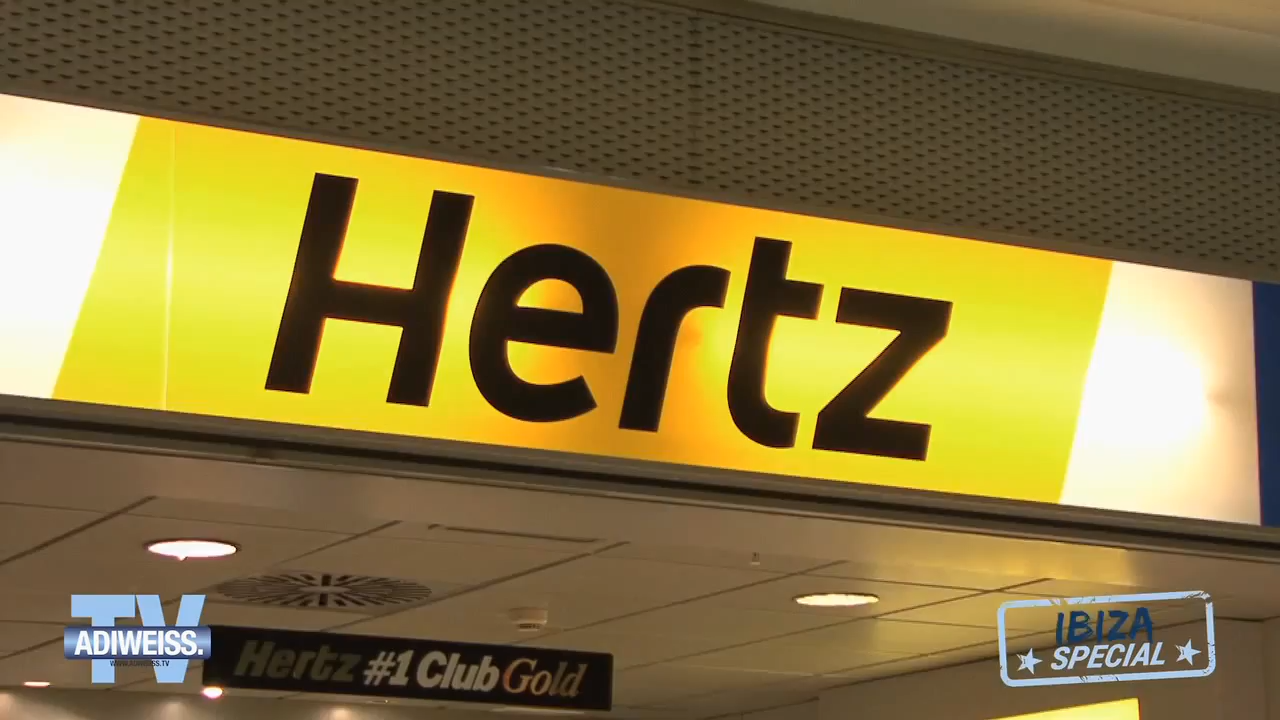 Hertz
TV
ADIWEISS.
WWW.ADIWEISS.TV
Hertz #1 Club Gold
IBIZA
SPECIAL